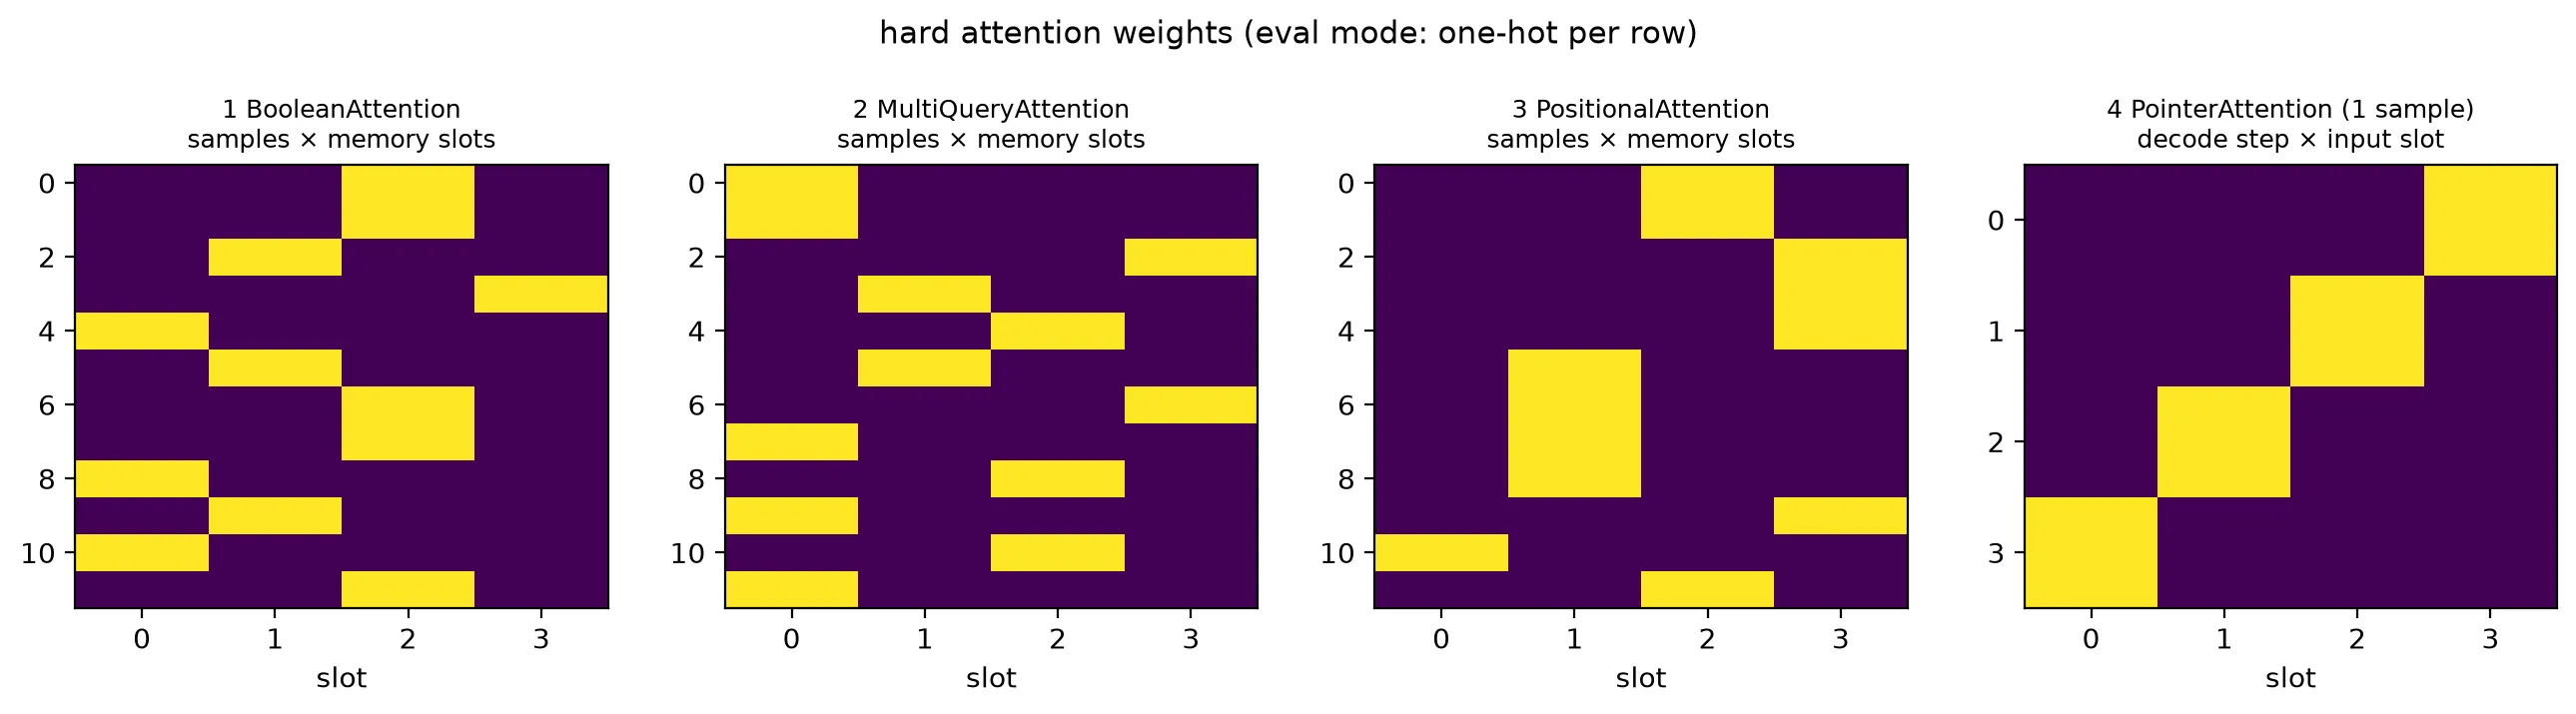 hard attention weights (eval mode: one-hot per row)
1 BooleanAttention
samples × memory slots
0
2
4
6
8
10
0 1 2 3
slot
2 MultiQueryAttention
samples × memory slots
0
2
4
6
8
10
0 1 2 3
slot
3 PositionalAttention
samples × memory slots
0
2
4
6
8
10
0 1 2 3
slot
4 PointerAttention (1 sample)
decode step × input slot
0
1
2
3
0 1 2 3
slot